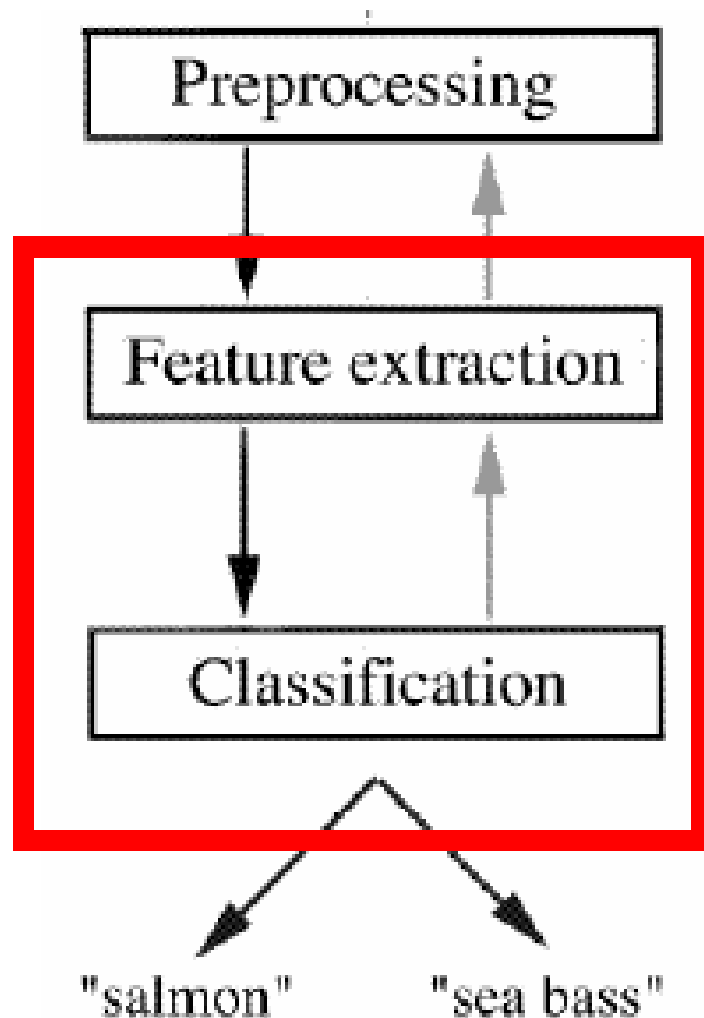 Preprocessing
Feature extraction
Classification
"salmon" "sea bass"